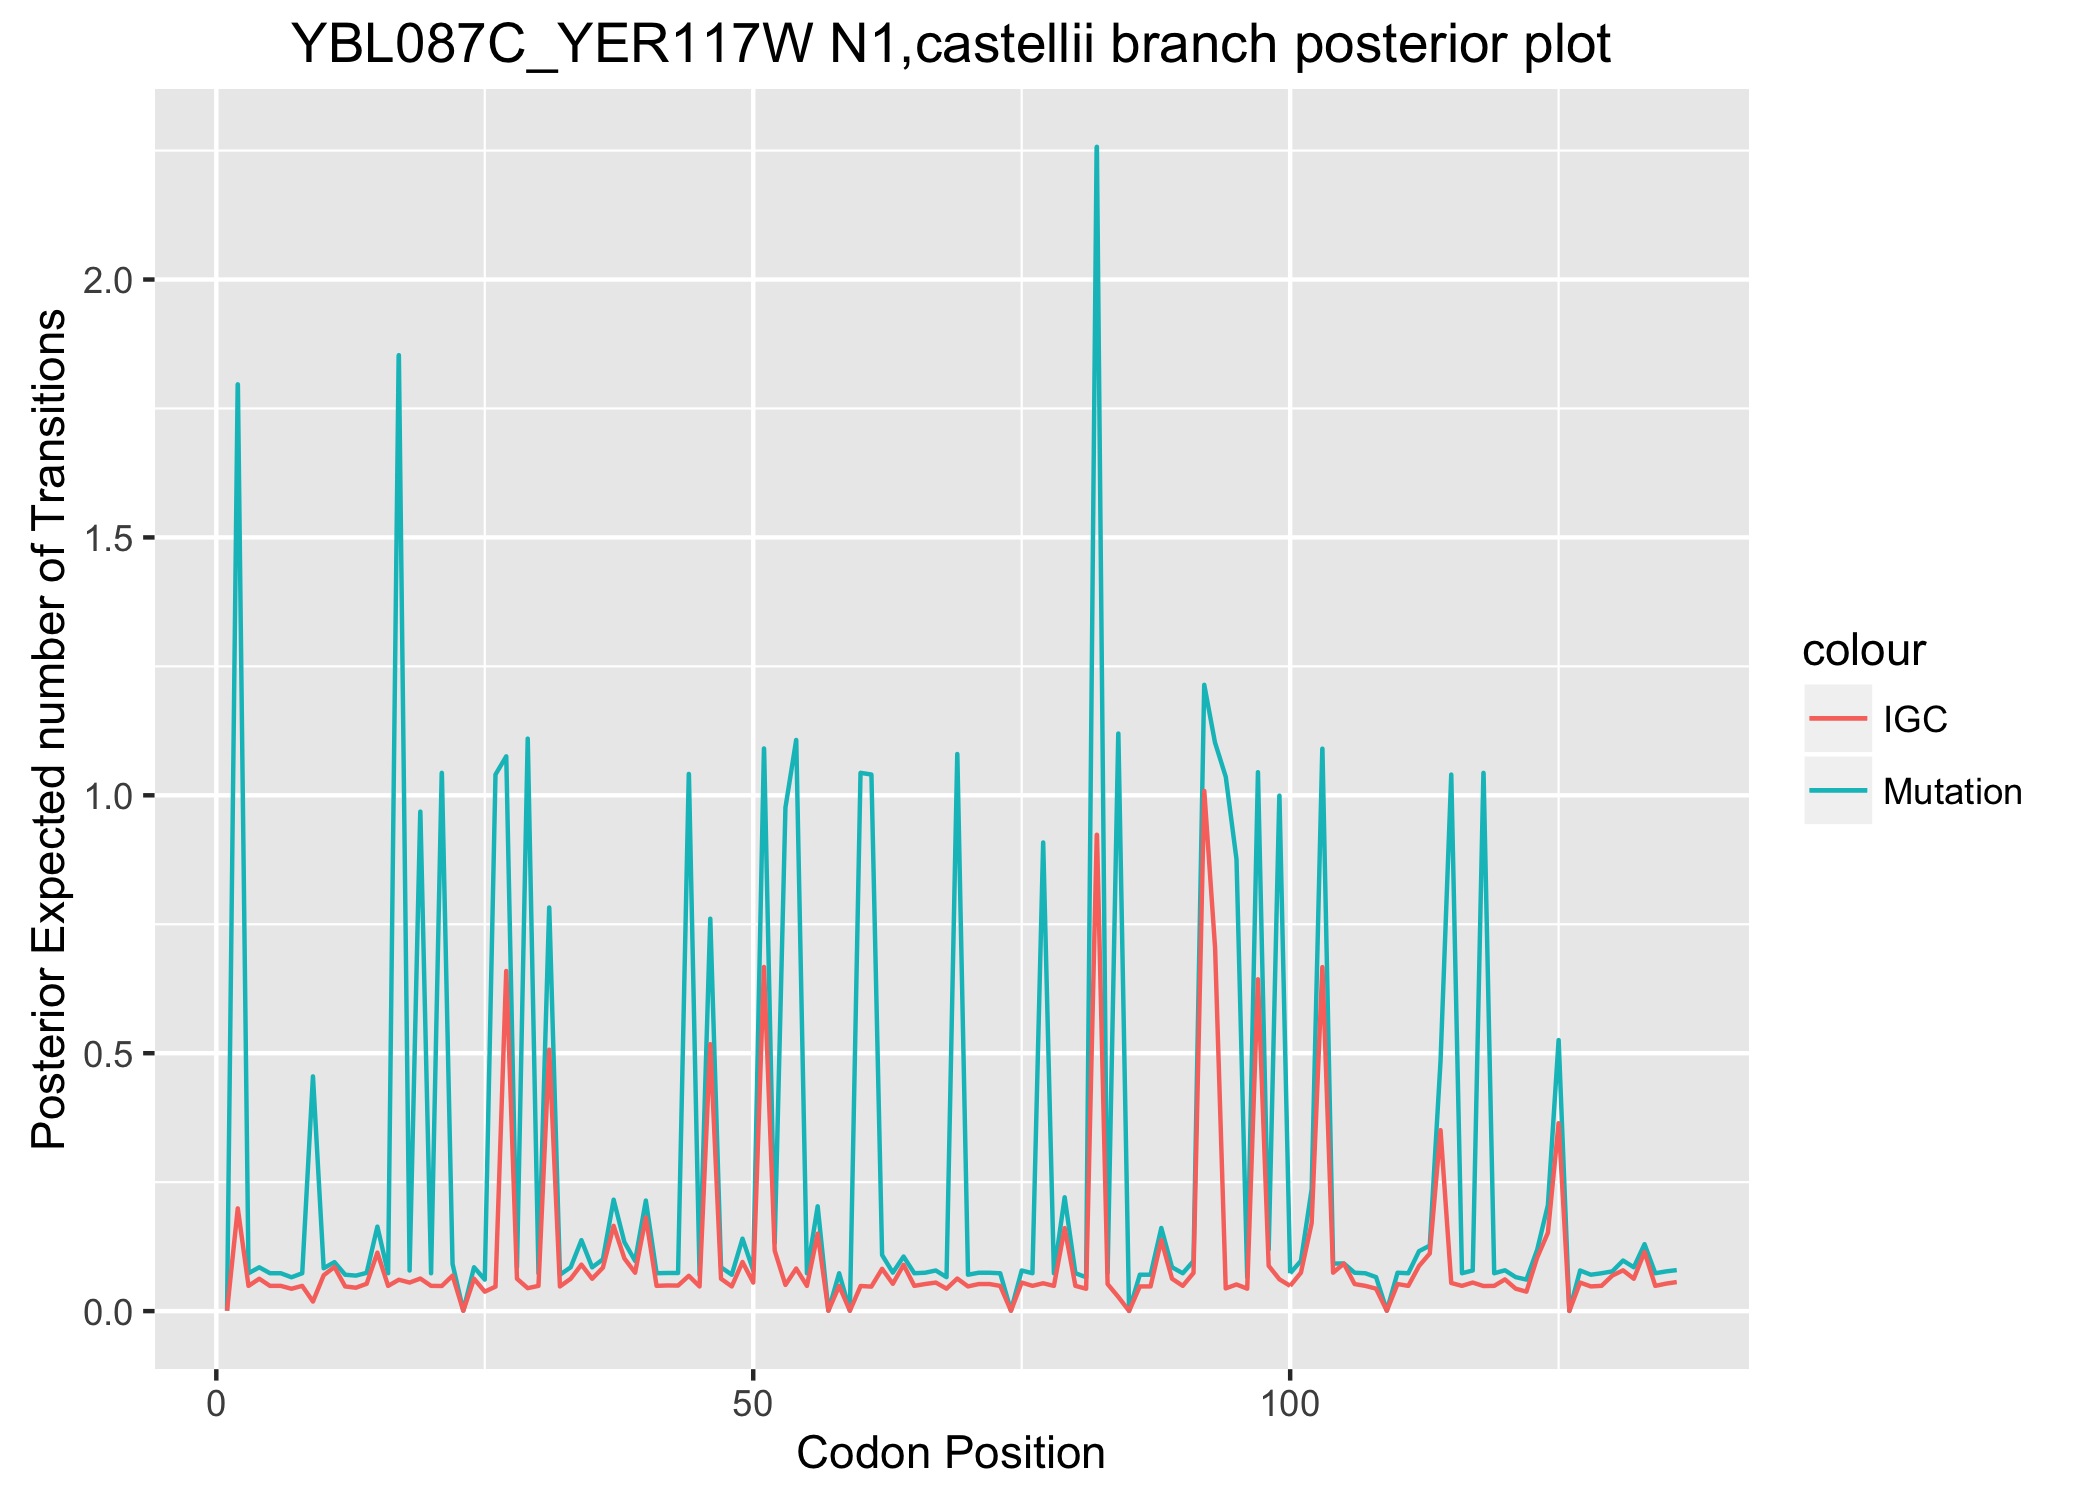 YBL087C_YER117W N1,castellii branch posterior plot
Posterior Expected number of Transitions
2.0
1.5
1.0
0.5
0.0
0
50
100
Codon Position
colour
IGC
Mutation